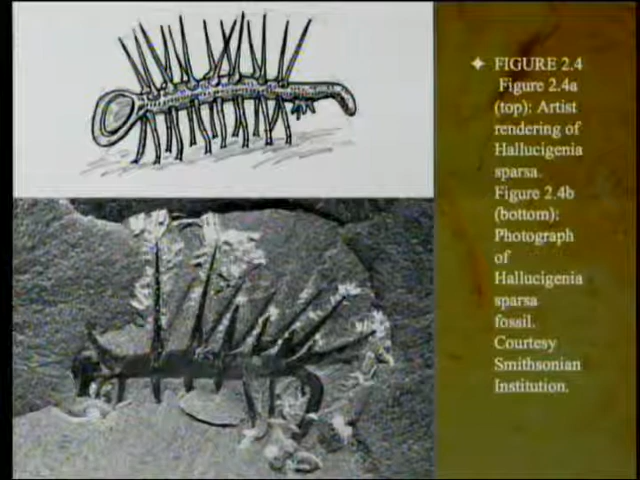 FIGURE 2.4
Figure 2.4a
(top): Artist
rendering of
Hallucigenia
sparsa.
Figure 2.4b
(bottom):
Photograph
of
Hallucigenia
sparsa
fossil.
Courtesy
Smithsonian
Institution.